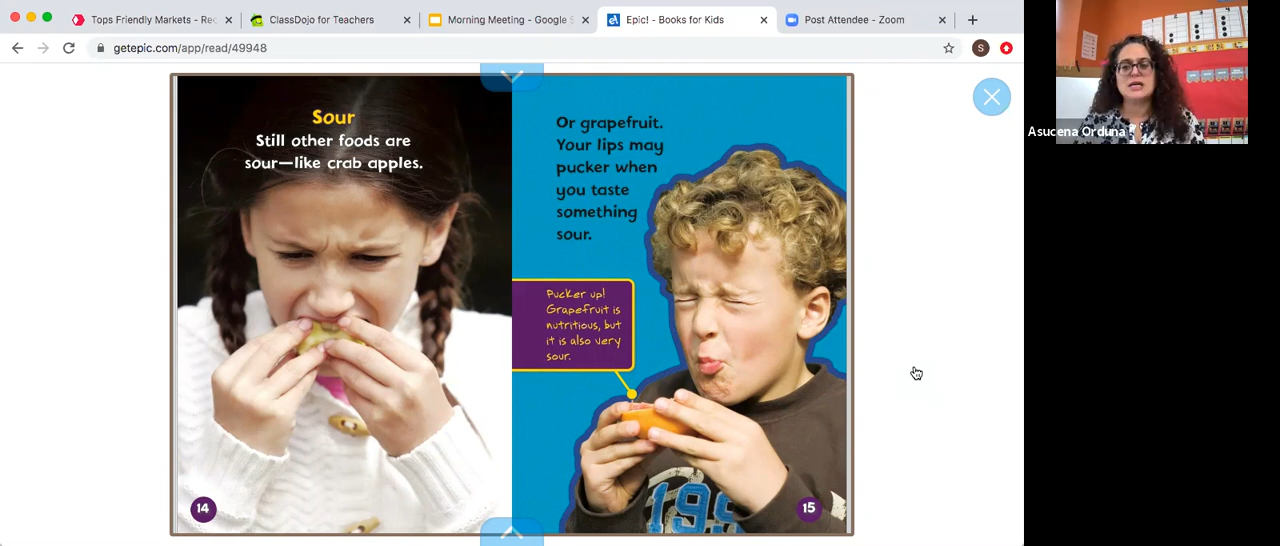 Tops Friendly Markets - Rec
ClassDojo for Teachers
Morning Meeting - Google S
Epic! - Books for Kids
Post Attendee - Zoom
getepic.com/app/read/49948
S
Asucena Orduna
Sour
Still other foods are
sour—like crab apples.
14
Or grapefruit.
Your lips may
pucker when
you taste
something
sour.
Pucker up!
Grapefruit is
nutritious, but
it is also very
sour.
199
15